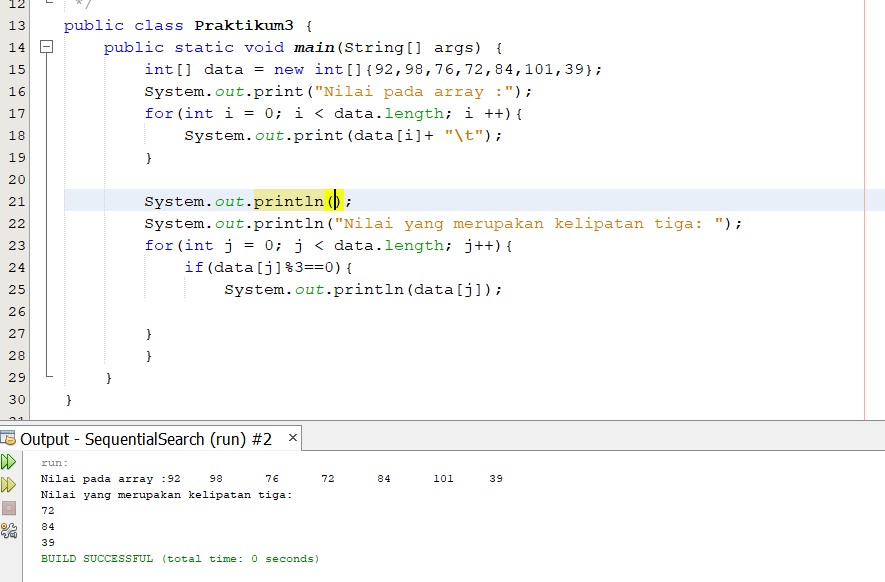 12 */
13 public class Praktikum3 {
14 public static void main(String[] args) {
15 int[] data = new int[]{92,98,76,72,84,101,39};
16 System.out.print("Nilai pada array :");
17 for(int i = 0; i < data.length; i ++){
18 System.out.print(data[i]+ "\t");
19 }
20
21 System.out.println();
22 System.out.println("Nilai yang merupakan kelipatan tiga: ");
23 for(int j = 0; j < data.length; j++){
24 if(data[j]%3==0){
25 System.out.println(data[j]);
26
27 }
28 }
29 }
30 }
Output - SequentialSearch (run) #2 ×
run:
Nilai pada array :92 98 76 72 84 101 39
Nilai yang merupakan kelipatan tiga:
72
84
39
BUILD SUCCESSFUL (total time: 0 seconds)